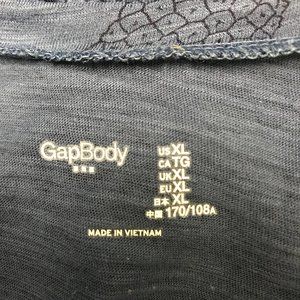 GapBody
US XL
CA TG
UK XL
EU XL
日本 XL
中国 170/108A
MADE IN VIETNAM